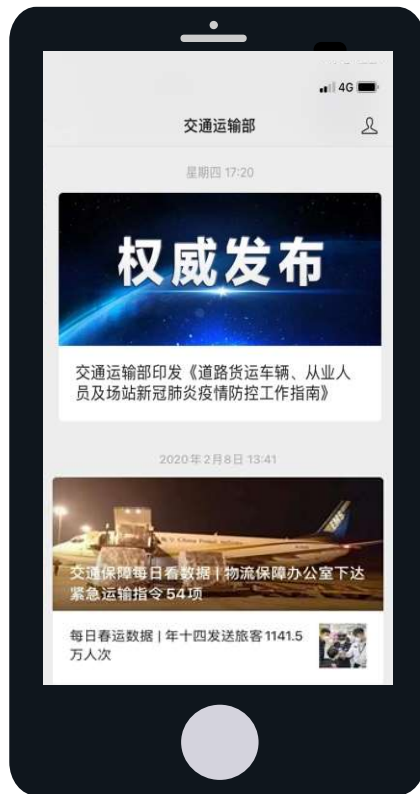 4G
交通运输部
星期四 17:20
权威发布
交通运输部印发《道路货运车辆、从业人
员及场站新冠肺炎疫情防控工作指南》
2020年2月8日 13:41
EMS
China Postal Airlines
交通保障每日看数据 | 物流保障办公室下达
紧急运输指令54项
每日春运数据 | 年十四发送旅客1141.5
万人次